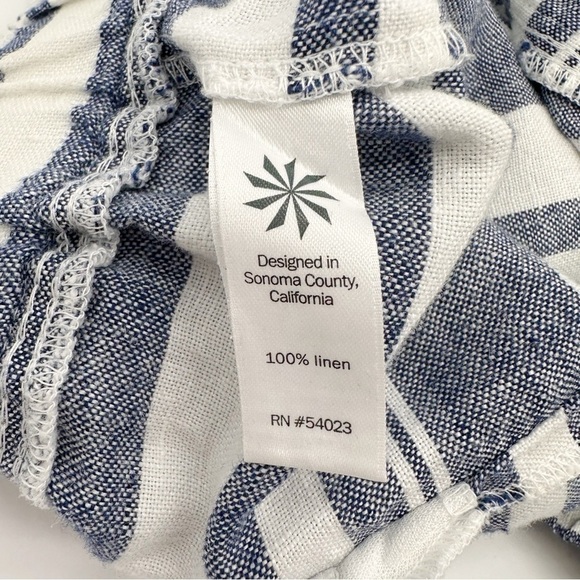 Designed in
Sonoma County,
California
100% linen
RN #54023